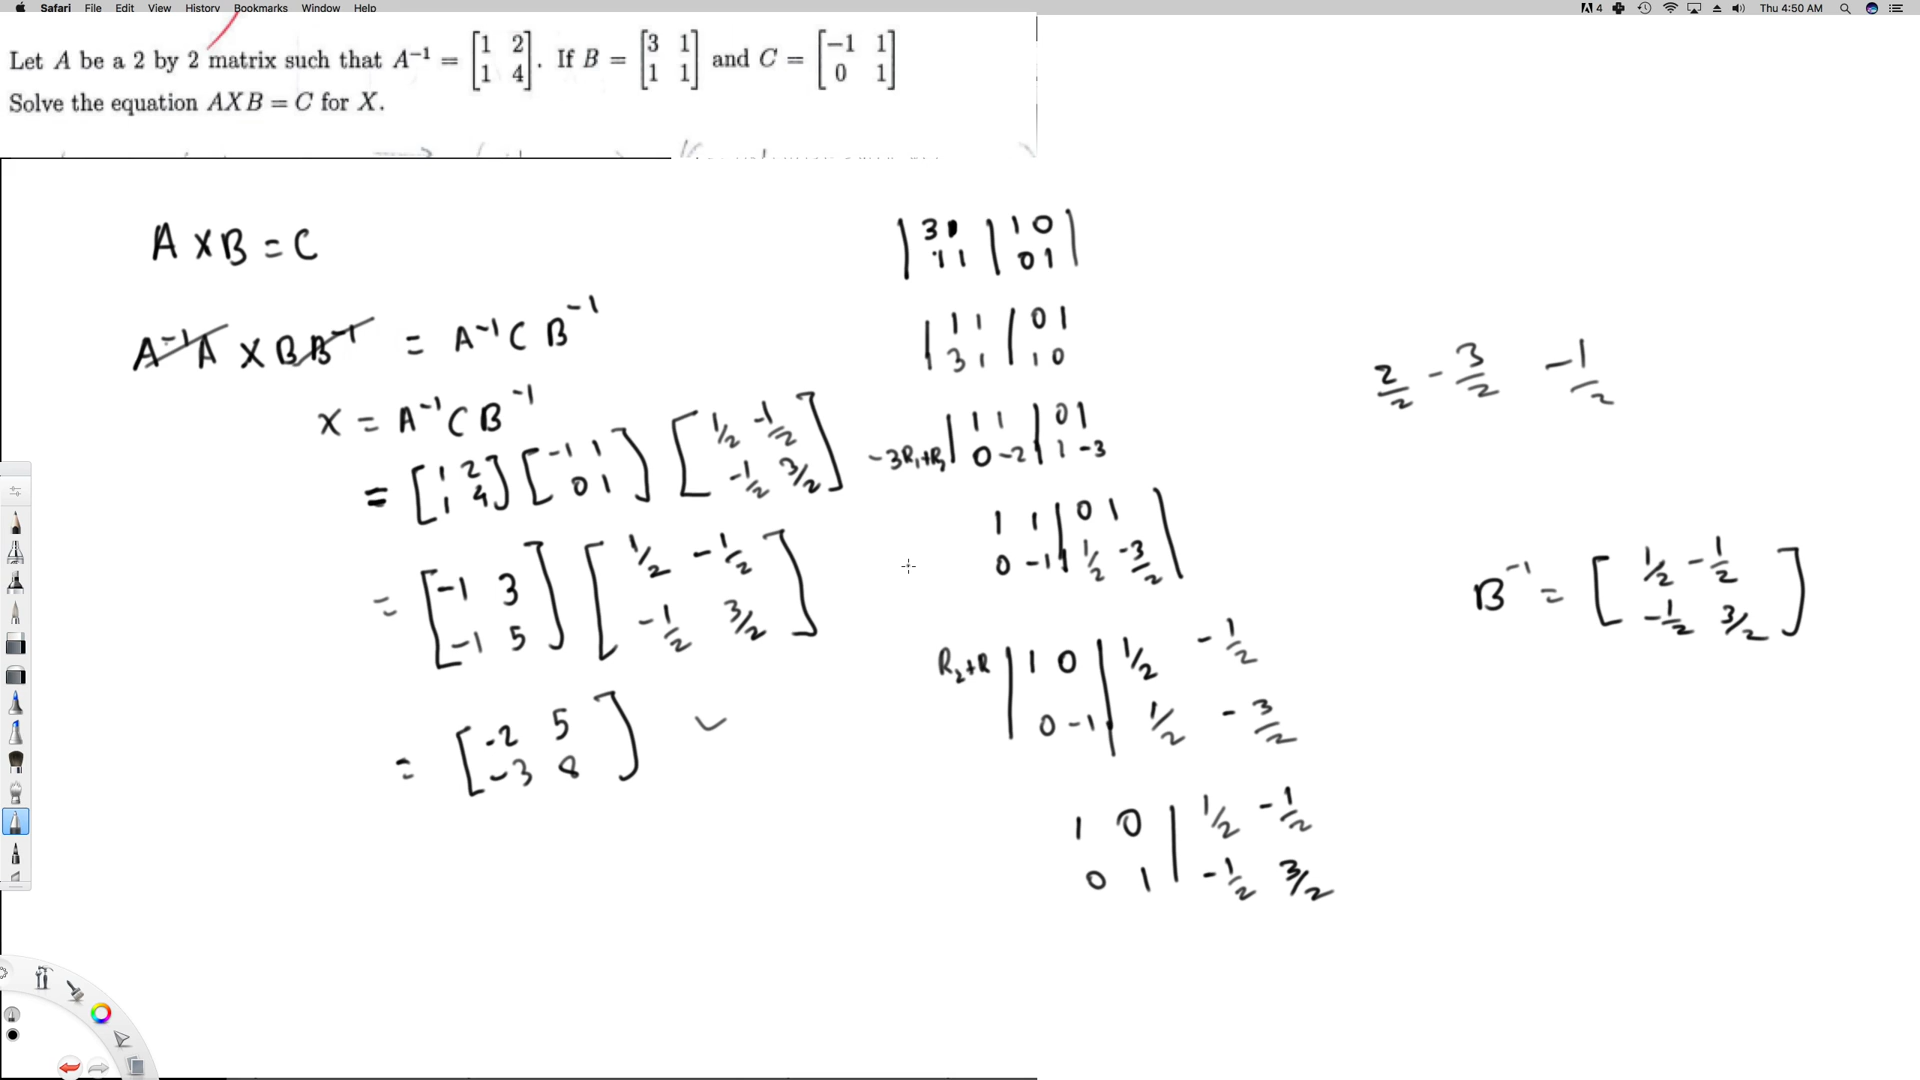 Safari File Edit View History Bookmarks Window Help 4 Thu 4:50 AM
Let A be a 2 by 2 matrix such that A⁻¹ = [1 2; 1 4]. If B = [3 1; 1 1] and C = [−1 1; 0 1]
Solve the equation AXB = C for X.
A X B = C
A⁻¹A X B B⁻¹ = A⁻¹ C B⁻¹
X = A⁻¹ C B⁻¹
= [1 2; 1 4] [-1 1; 0 1] [1/2 -1/2; -1/2 3/2]
= [-1 3; -1 5] [1/2 -1/2; -1/2 3/2]
= [-2 5; -3 8]
| 3 1 | 1 0 |
1 1 | 0 1
| 1 1 | 0 1
3 1 | 1 0
| 1 1 | 0 1
-3R₁+R₂ | 0 -2 | 1 -3
1 1 | 0 1 |
0 -1 | 1/2 -3/2
R₂+R | 1 0 | 1/2 -1/2
0 -1 | 1/2 -3/2
1 0 | 1/2 -1/2
0 1 | -1/2 3/2
2/2 - 3/2 -1/2
B⁻¹ = [1/2 -1/2; -1/2 3/2]